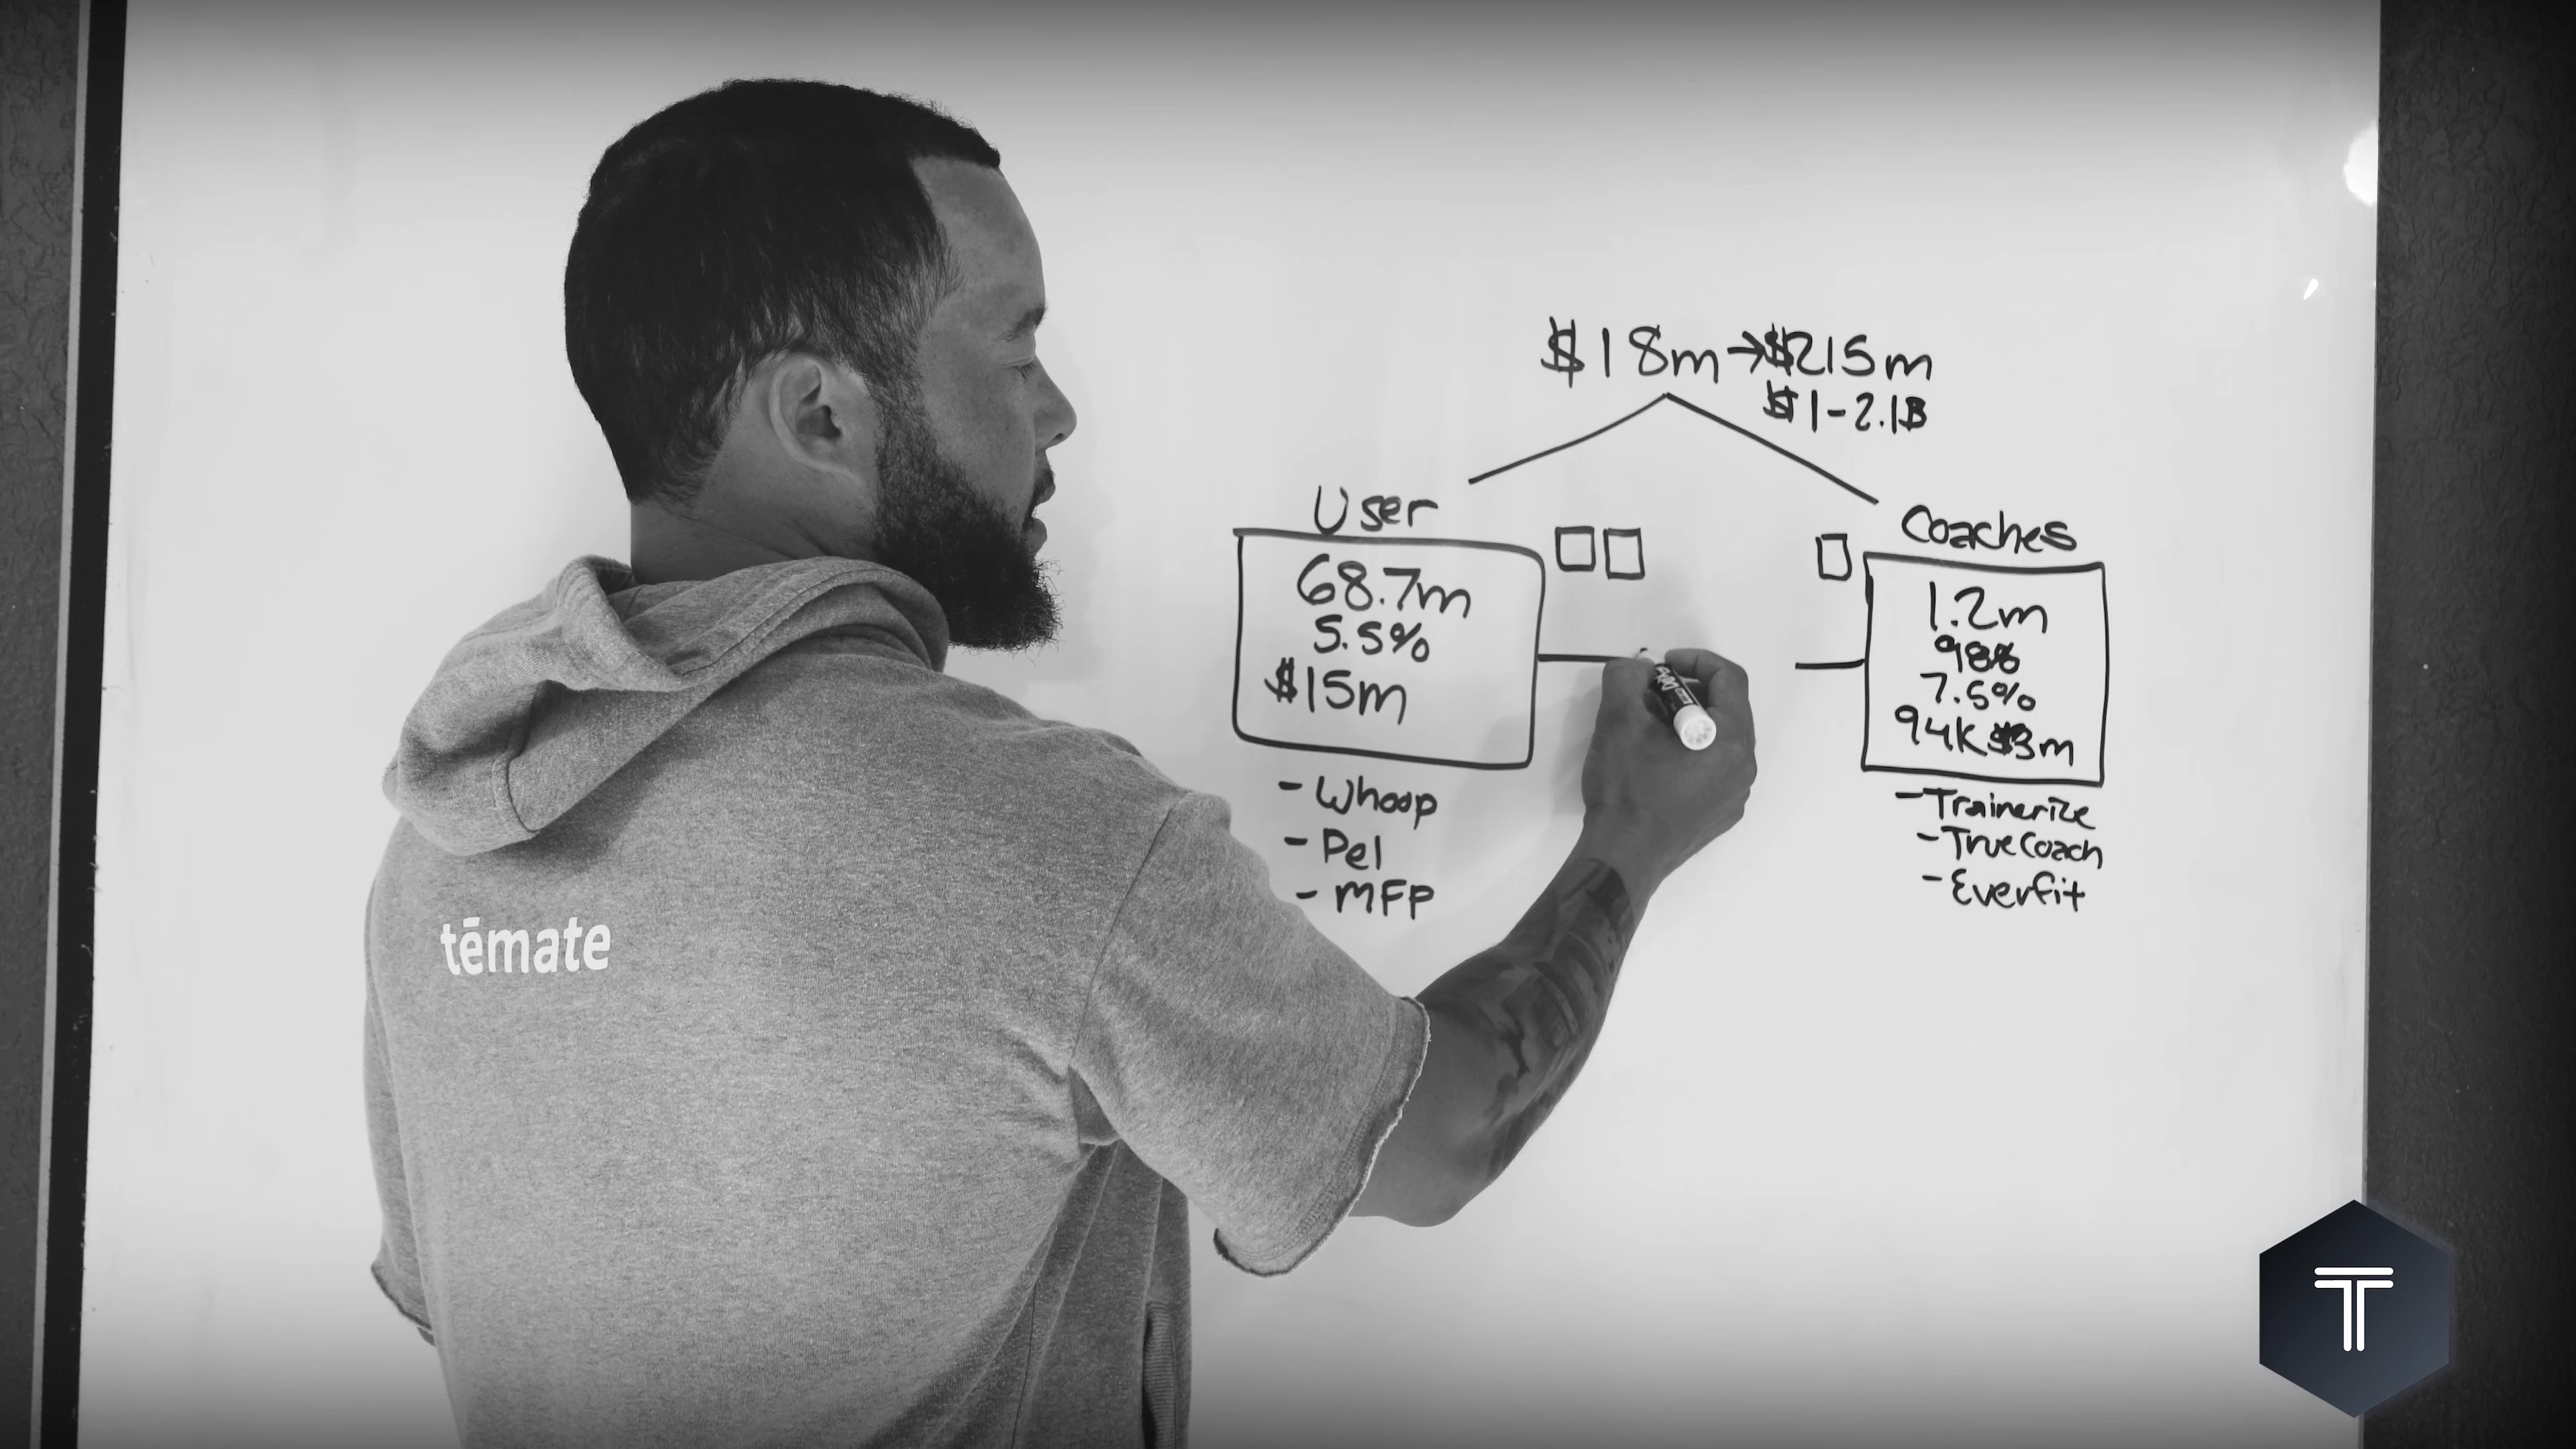 $18m→$215m
$1-2.1B
User
68.7m
5.5%
$15m
- Whoop
- Pel
- MFP
Coaches
1.2m
98%
7.5%
94K $3m
- Trainerize
- TrueCoach
- Everfit
tēmate
T